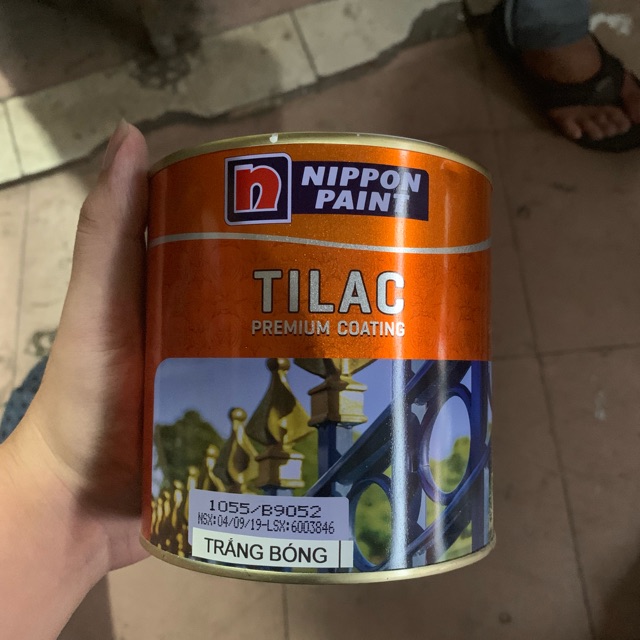 n
NIPPON
PAINT
TILAC
PREMIUM COATING
1055/B9052
NSX:04/09/19-LSX:6003846
TRẮNG BÓNG